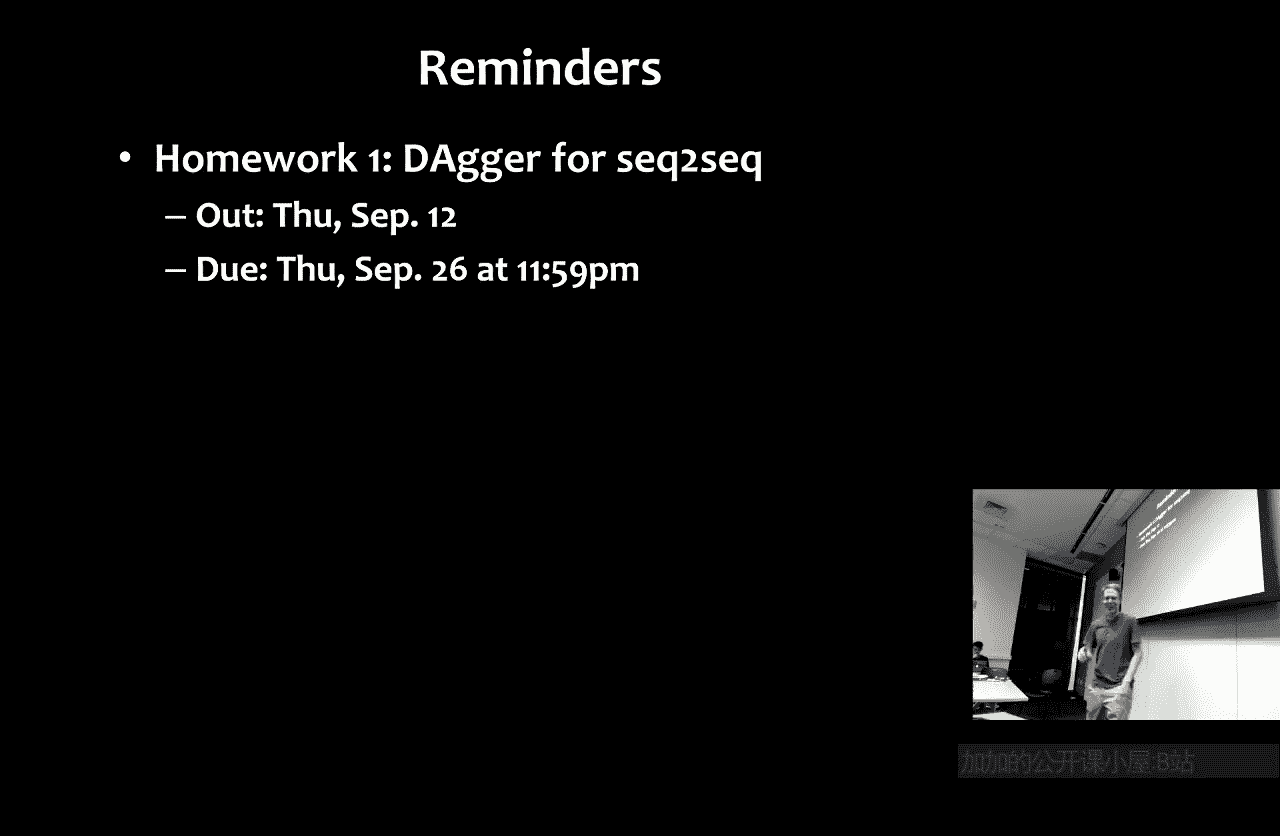 Reminders
• Homework 1: DAgger for seq2seq
– Out: Thu, Sep. 12
– Due: Thu, Sep. 26 at 11:59pm
加加的公开课小屋:B站